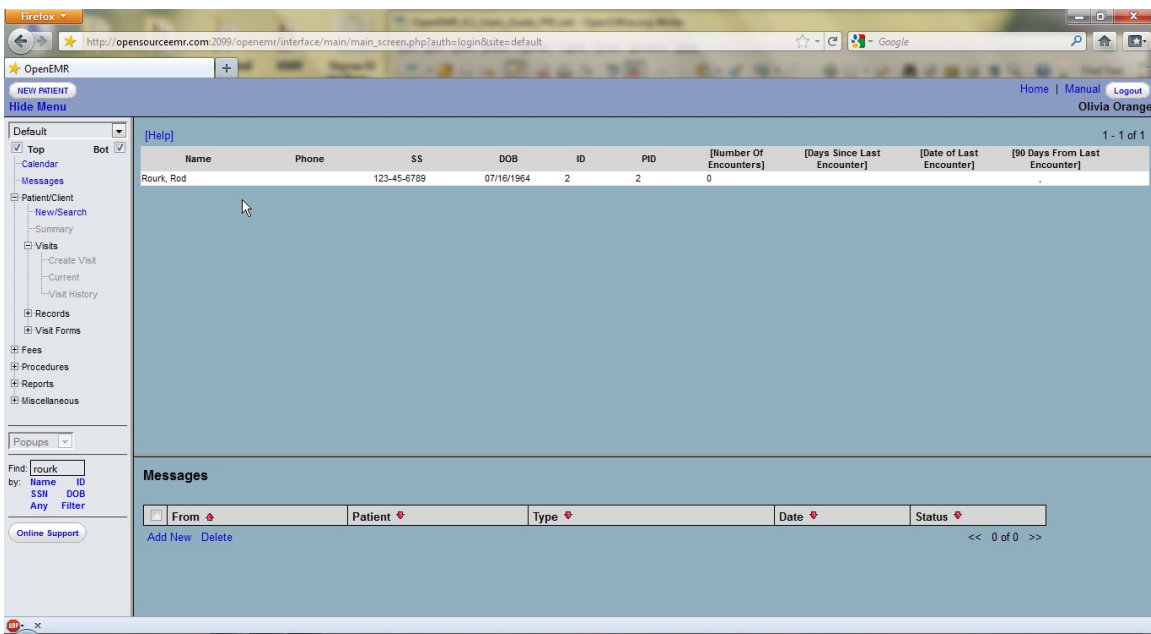 Firefox
http://opensourceemr.com:2099/openemr/interface/main/main_screen.php?auth=login&site=default
Google
OpenEMR
+
NEW PATIENT
Home | Manual Logout
Hide Menu
Olivia Orange
Default
Top Bot
Calendar
Messages
Patient/Client
New/Search
Summary
Visits
Create Visit
Current
Visit History
Records
Visit Forms
Fees
Procedures
Reports
Miscellaneous
Popups
Find: rourk
by: Name ID
SSN DOB
Any Filter
Online Support
[Help] 1 - 1 of 1
Name Phone SS DOB ID PID [Number Of Encounters] [Days Since Last Encounter] [Date of Last Encounter] [90 Days From Last Encounter]
Rourk, Rod 123-45-6789 07/16/1964 2 2 0 .
Messages
From Patient Type Date Status
Add New Delete << 0 of 0 >>
ABP x